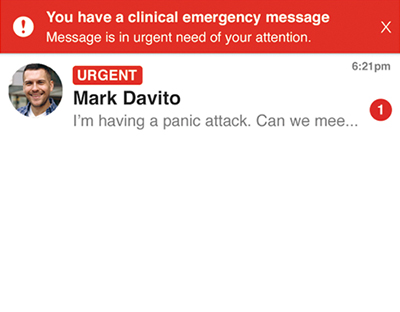 You have a clinical emergency message
Message is in urgent need of your attention.
X
6:21pm
URGENT
Mark Davito
I'm having a panic attack. Can we mee...
1